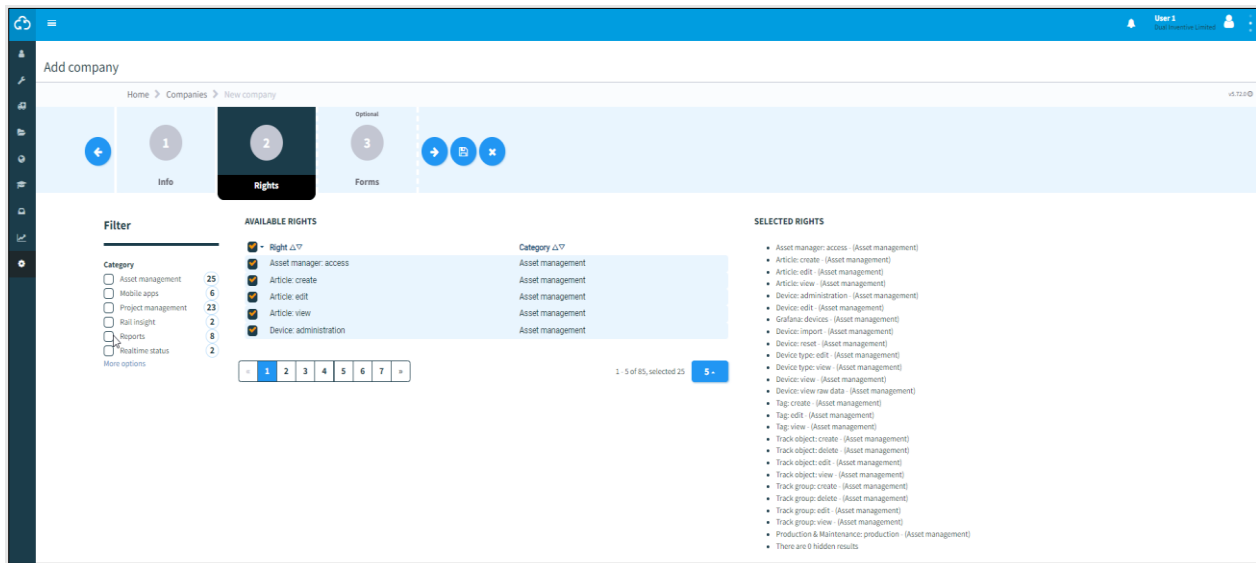 User 1
Dual Inventive Limited
Add company
Home > Companies > New company
v5.72.0
1
Info
2
Rights
Optional
3
Forms
Filter
Category
Asset management 25
Mobile apps 6
Project management 23
Rail insight 2
Reports 8
Realtime status 2
More options
AVAILABLE RIGHTS
Right Category
Asset manager: access Asset management
Article: create Asset management
Article: edit Asset management
Article: view Asset management
Device: administration Asset management
« 1 2 3 4 5 6 7 »
1 - 5 of 85, selected 25
5
SELECTED RIGHTS
Asset manager: access - (Asset management)
Article: create - (Asset management)
Article: edit - (Asset management)
Article: view - (Asset management)
Device: administration - (Asset management)
Device: edit - (Asset management)
Grafana: devices - (Asset management)
Device: import - (Asset management)
Device: reset - (Asset management)
Device type: edit - (Asset management)
Device type: view - (Asset management)
Device: view - (Asset management)
Device: view raw data - (Asset management)
Tag: create - (Asset management)
Tag: edit - (Asset management)
Tag: view - (Asset management)
Track object: create - (Asset management)
Track object: delete - (Asset management)
Track object: edit - (Asset management)
Track object: view - (Asset management)
Track group: create - (Asset management)
Track group: delete - (Asset management)
Track group: edit - (Asset management)
Track group: view - (Asset management)
Production & Maintenance: production - (Asset management)
There are 0 hidden results